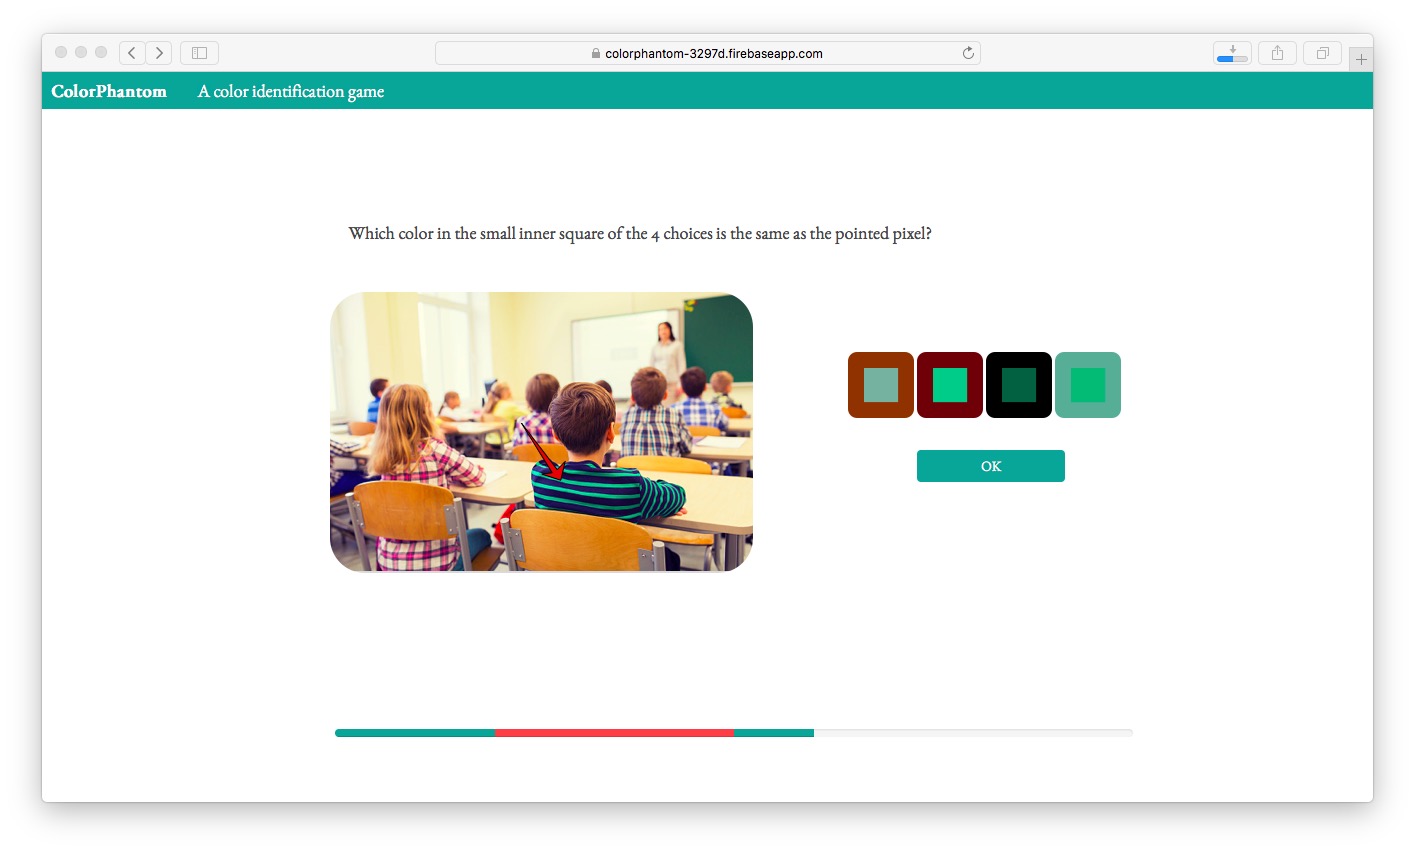 colorphantom-3297d.firebaseapp.com
ColorPhantom A color identification game
Which color in the small inner square of the 4 choices is the same as the pointed pixel?
OK